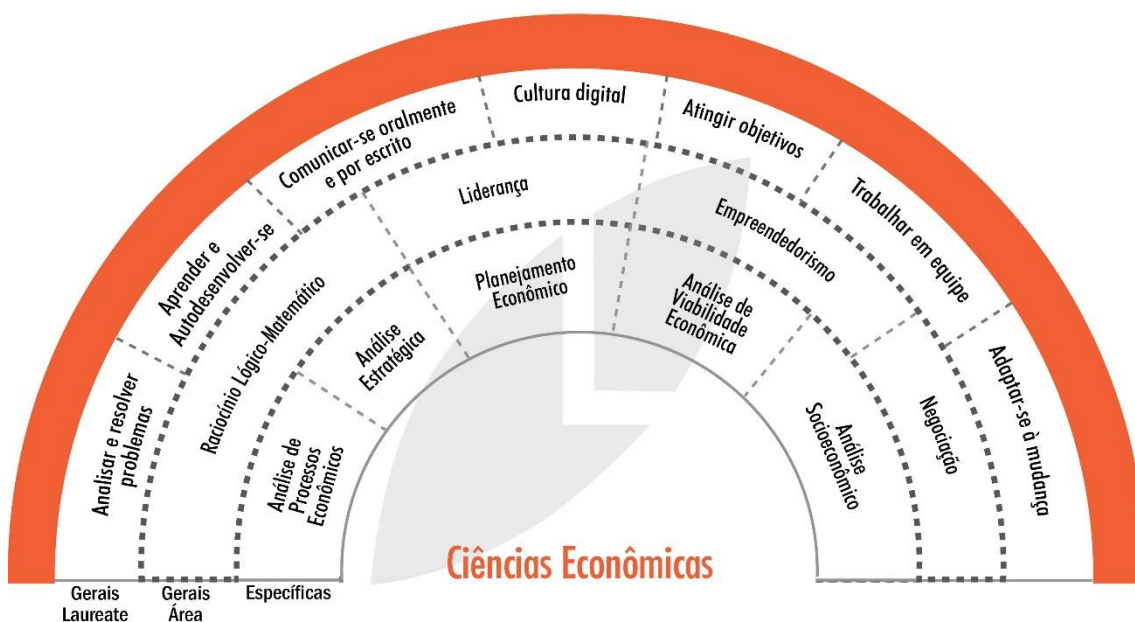 Analisar e resolver
problemas
Aprender e
Autodesenvolver-se
Comunicar-se oralmente
e por escrito
Cultura digital
Atingir objetivos
Trabalhar em equipe
Adaptar-se à mudança
Raciocínio Lógico-Matemático
Liderança
Empreendedorismo
Negociação
Análise de
Processos
Econômicos
Análise
Estratégica
Planejamento
Econômico
Análise de
Viabilidade
Econômica
Análise
Socioeconômico
Ciências Econômicas
Gerais
Laureate
Gerais
Área
Específicas